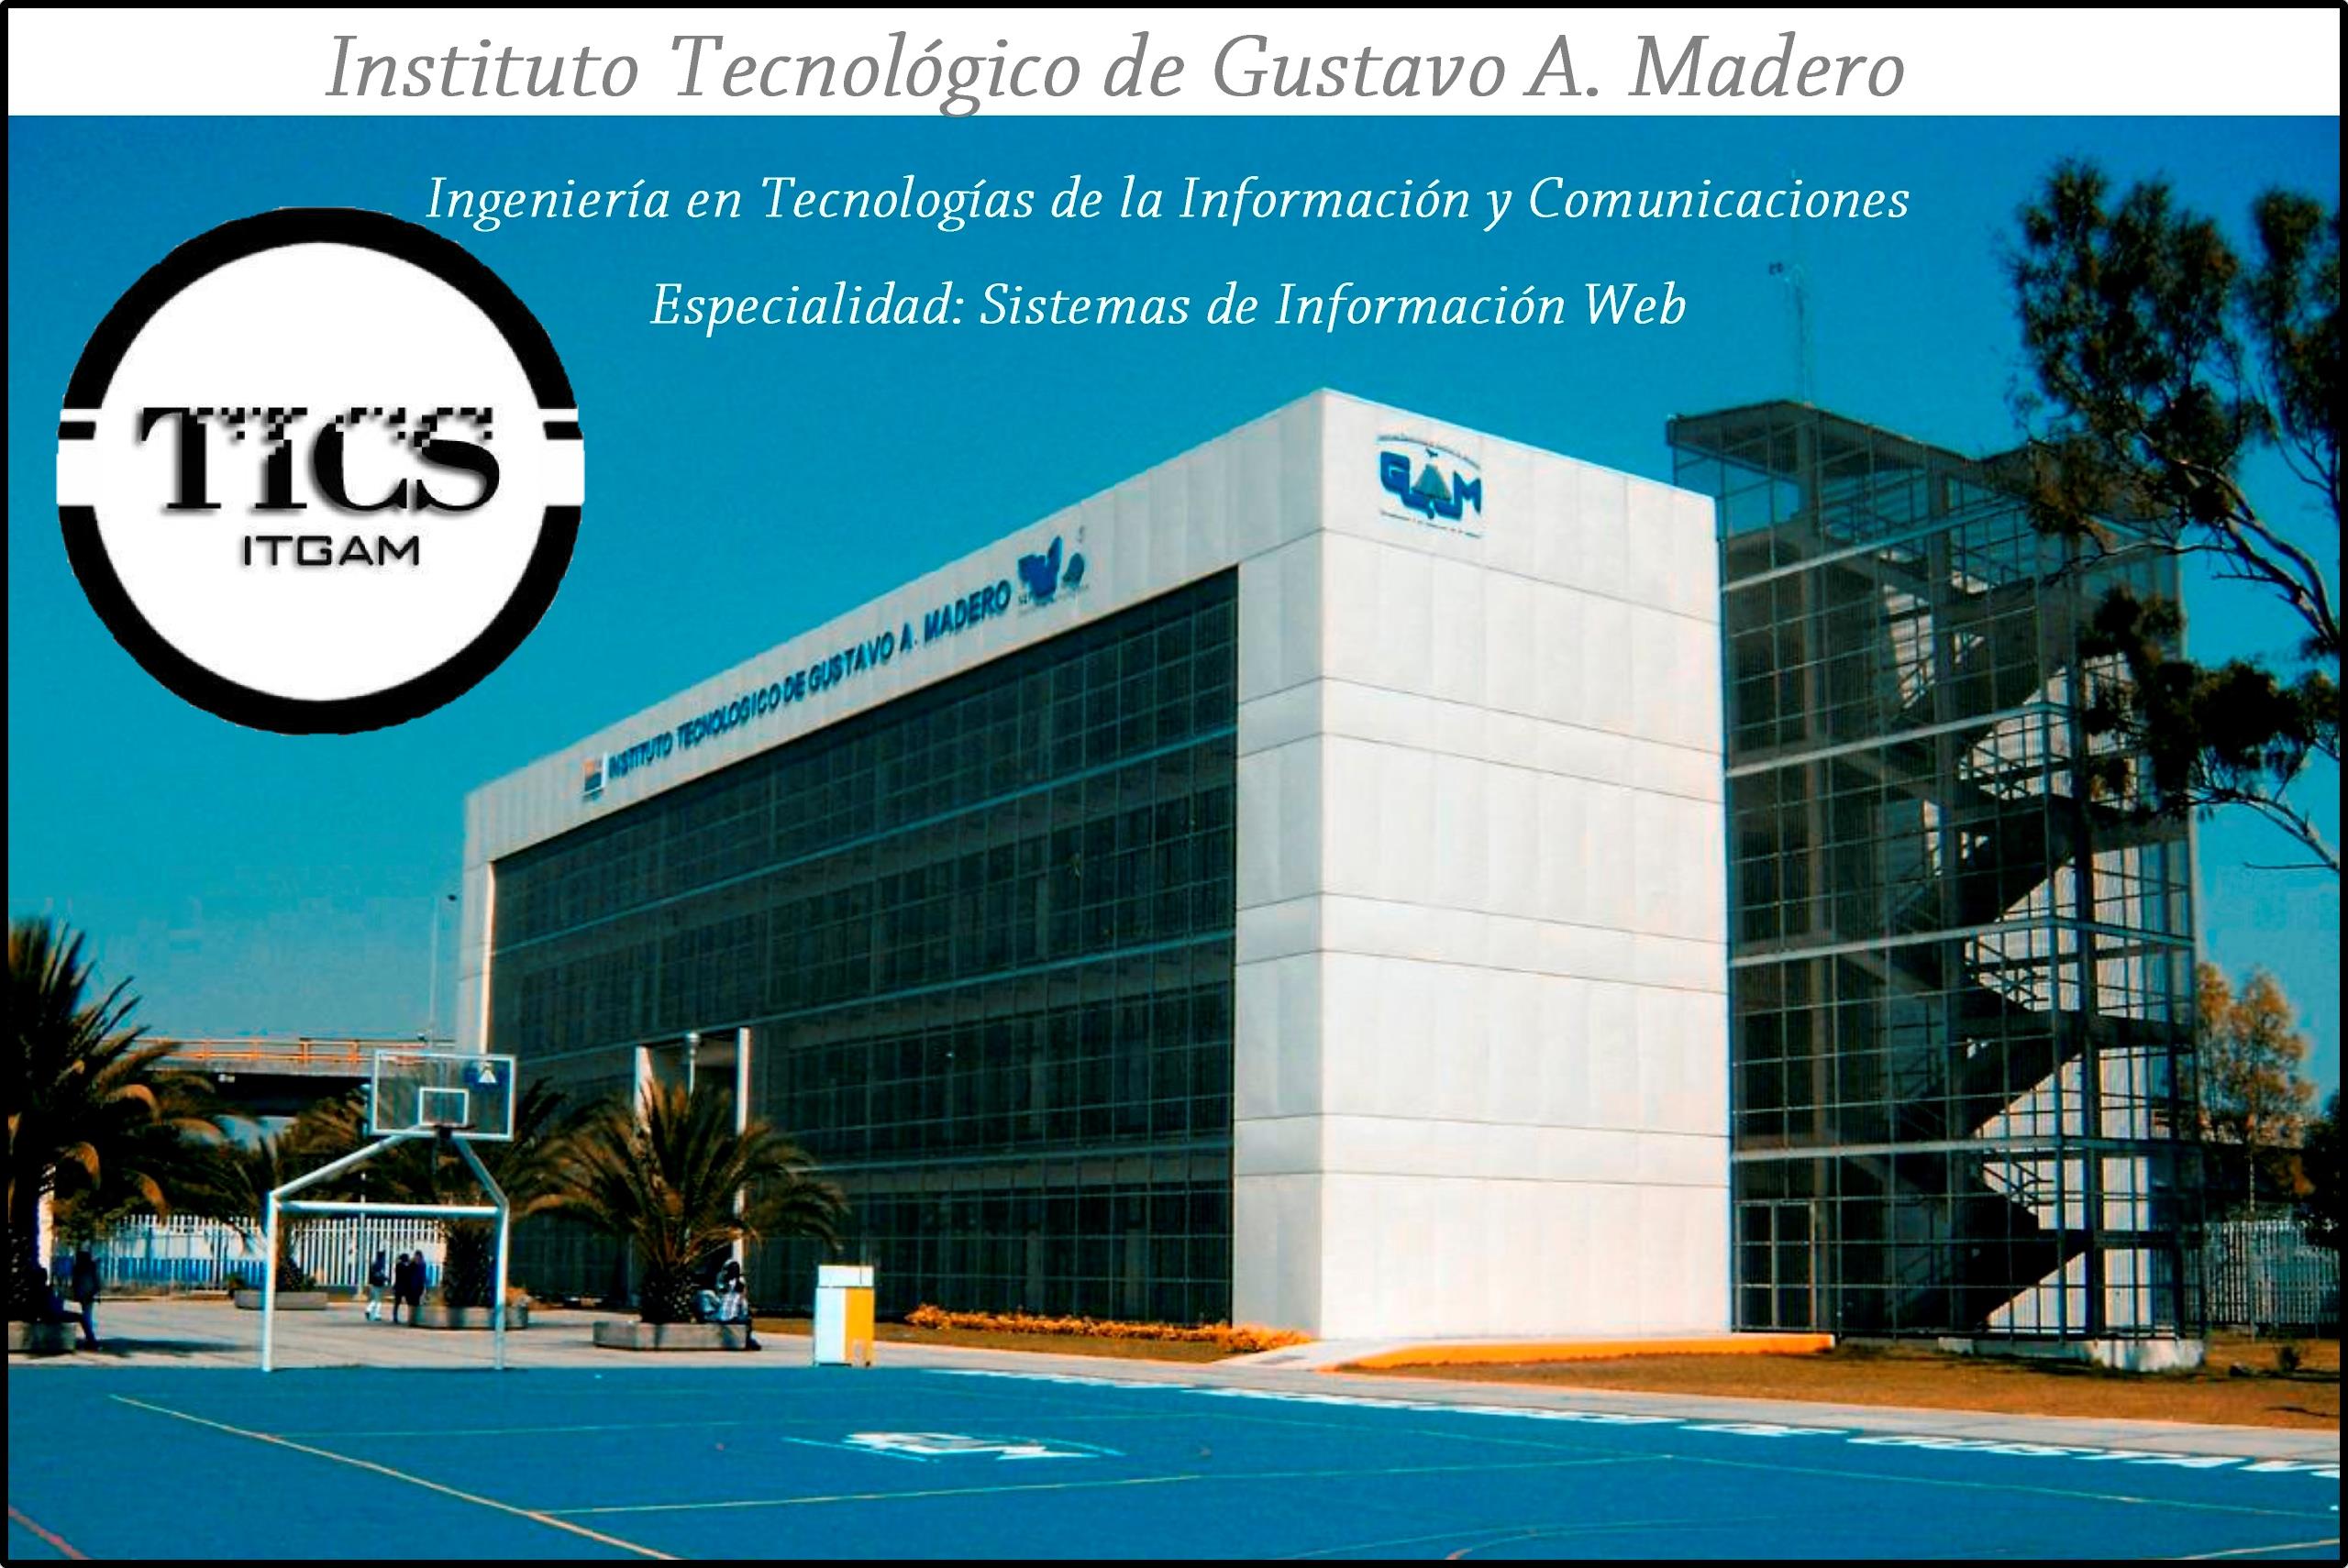 Instituto Tecnológico de Gustavo A. Madero
Ingeniería en Tecnologías de la Información y Comunicaciones
Especialidad: Sistemas de Información Web
TICS
ITGAM
GAM
INSTITUTO TECNOLOGICO DE GUSTAVO A. MADERO